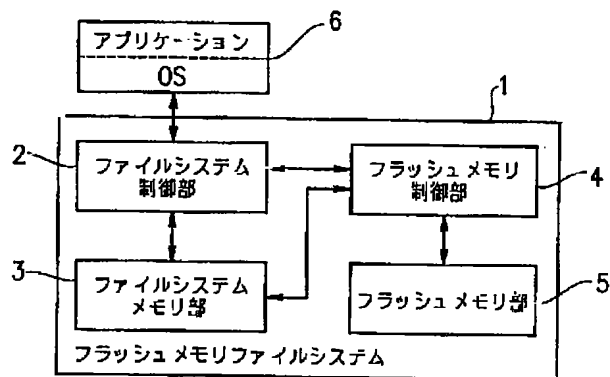 アプリケーション
OS
6
1
2
ファイルシステム
制御部
フラッシュメモリ
制御部
4
3
ファイルシステム
メモリ部
フラッシュメモリ部
5
フラッシュメモリファイルシステム